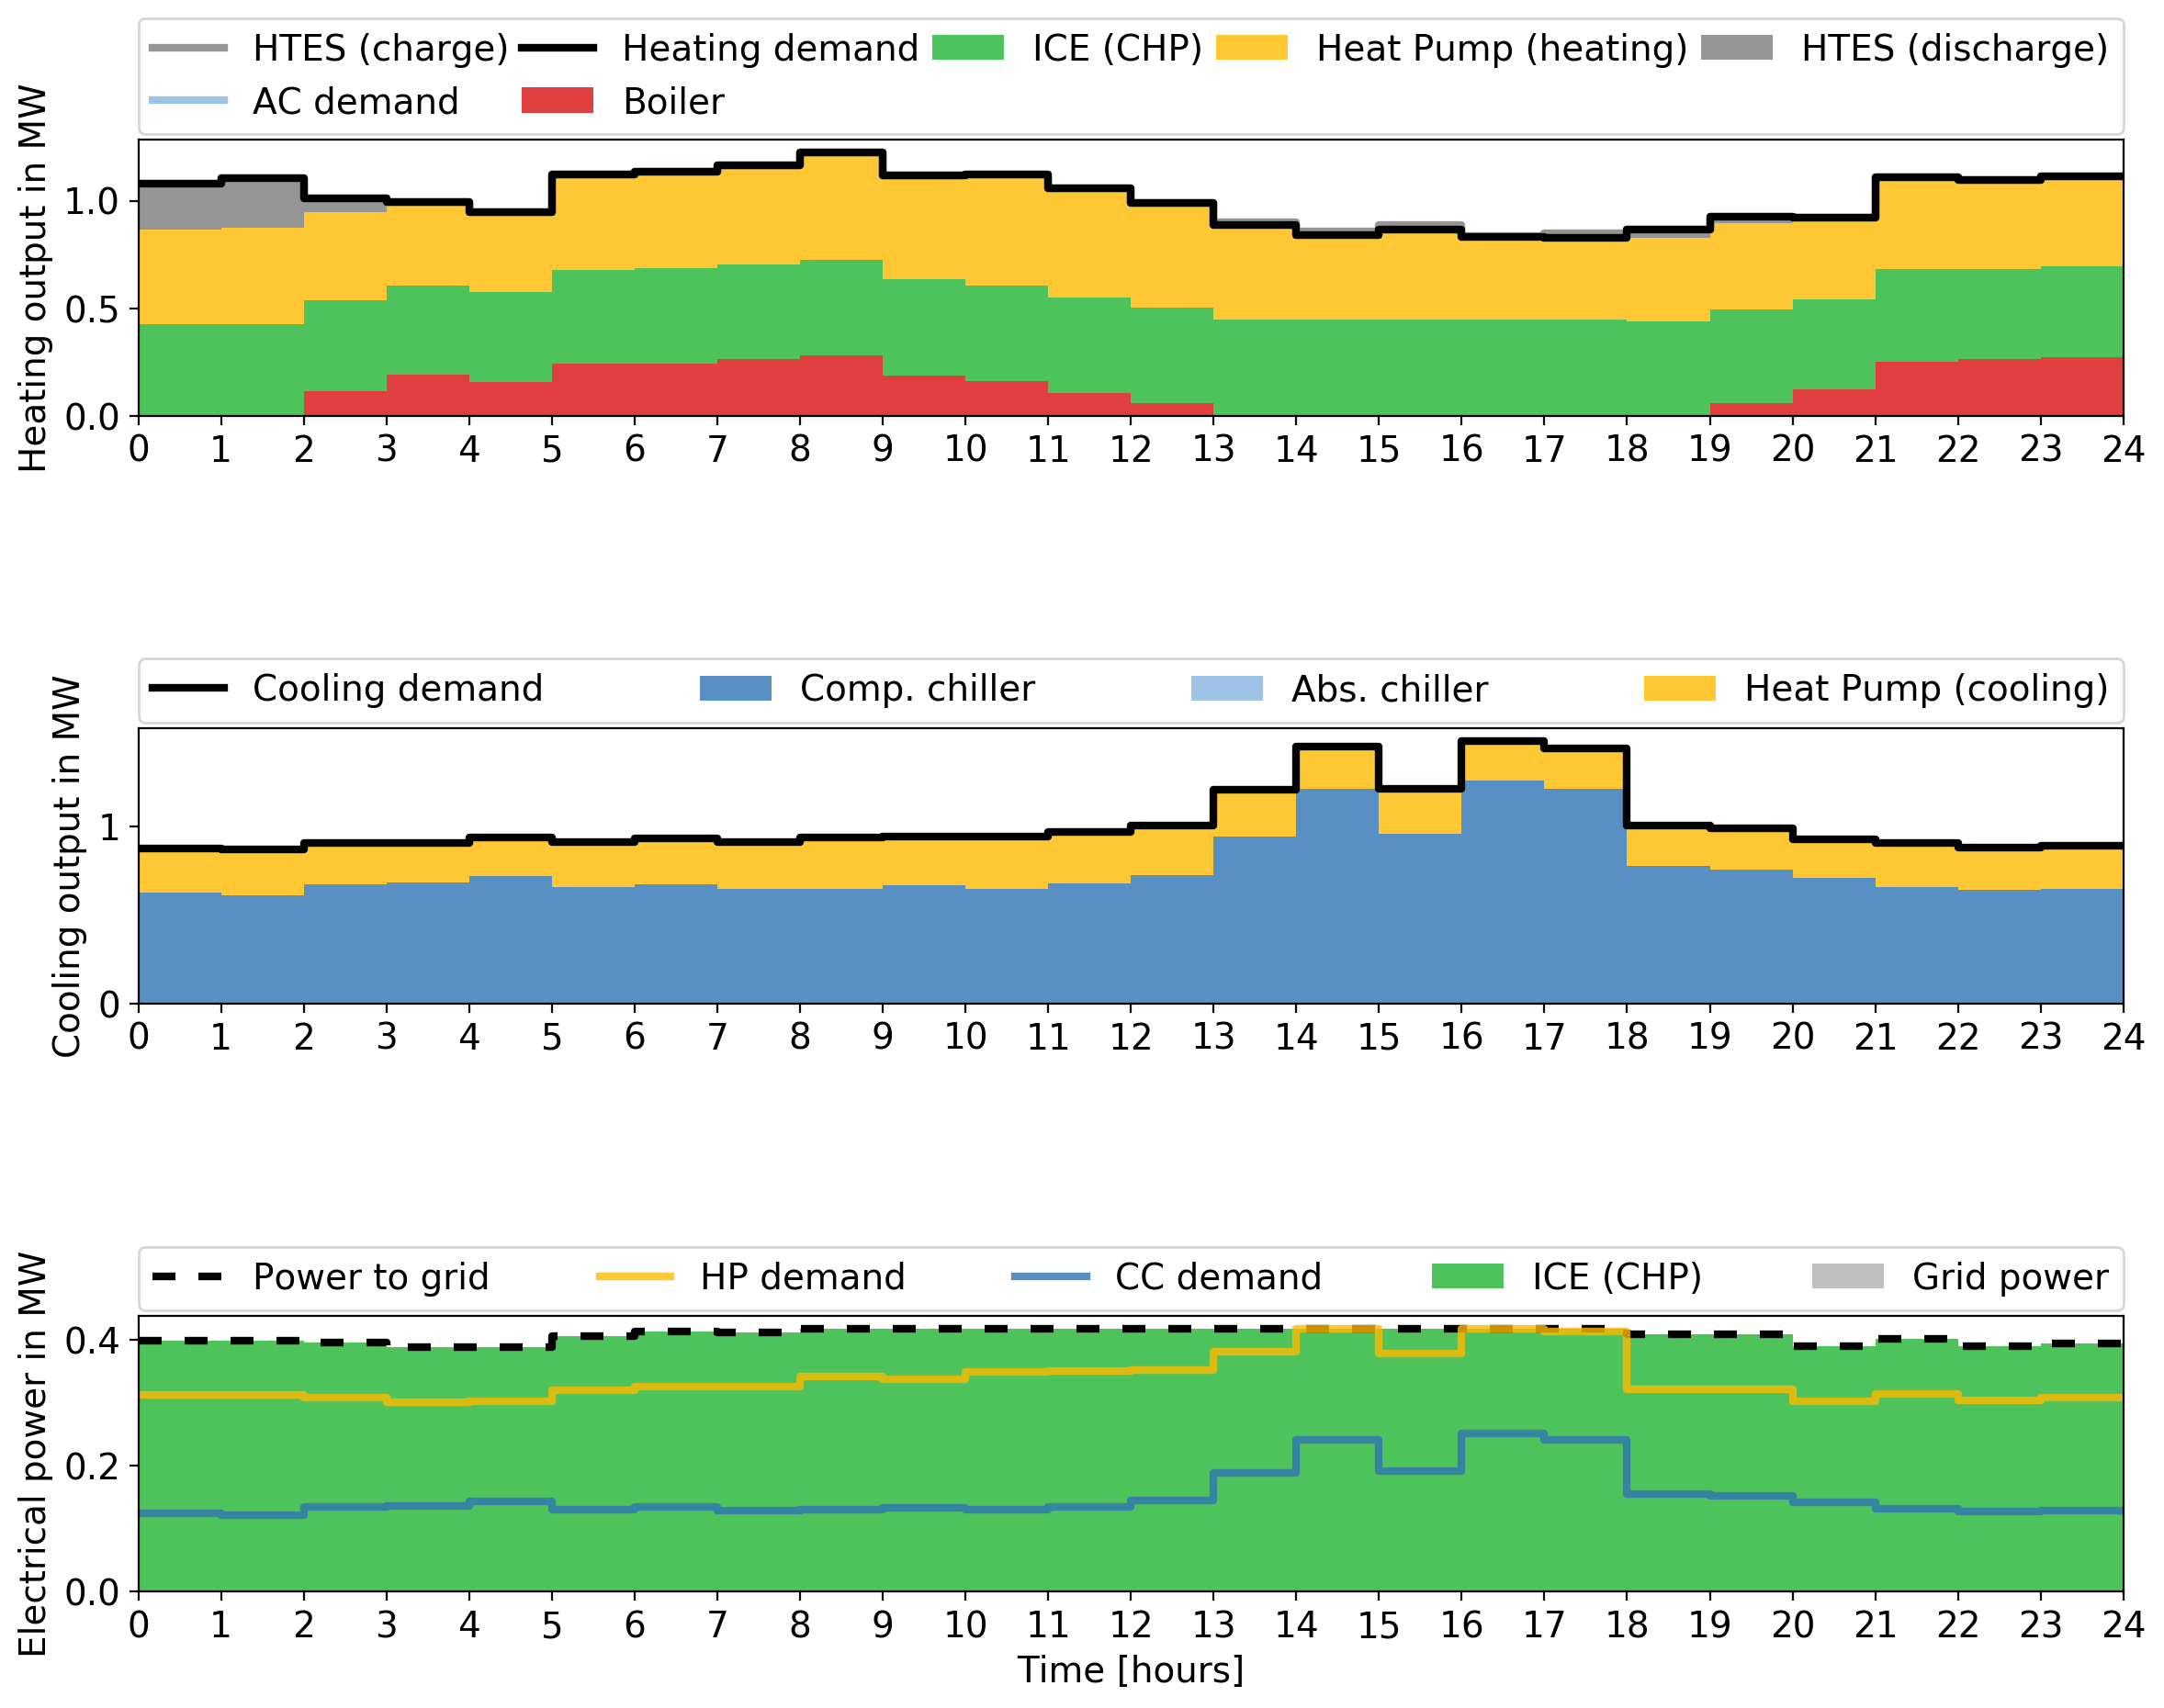 HTES (charge) Heating demand ICE (CHP) Heat Pump (heating) HTES (discharge)
AC demand Boiler
Heating output in MW
1.0
0.5
0.0
0 1 2 3 4 5 6 7 8 9 10 11 12 13 14 15 16 17 18 19 20 21 22 23 24
Cooling demand Comp. chiller Abs. chiller Heat Pump (cooling)
Cooling output in MW
1
0
0 1 2 3 4 5 6 7 8 9 10 11 12 13 14 15 16 17 18 19 20 21 22 23 24
Power to grid HP demand CC demand ICE (CHP) Grid power
Electrical power in MW
0.4
0.2
0.0
0 1 2 3 4 5 6 7 8 9 10 11 12 13 14 15 16 17 18 19 20 21 22 23 24
Time [hours]